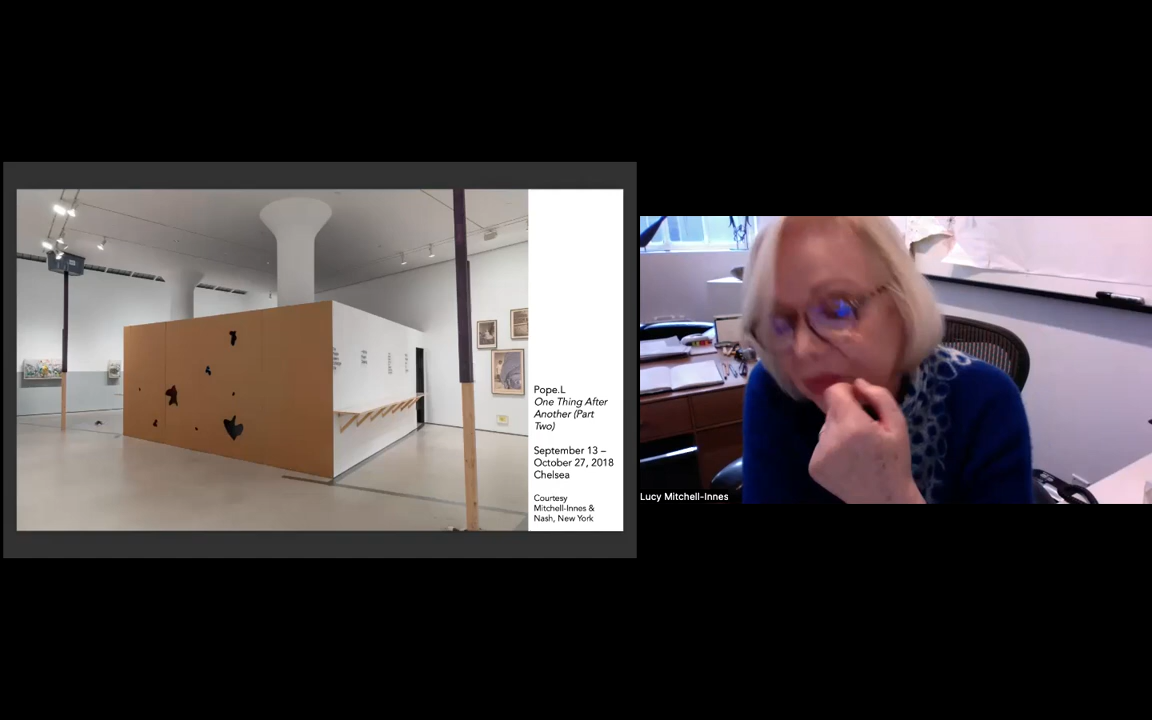 Pope.L
One Thing After
Another (Part
Two)
September 13 –
October 27, 2018
Chelsea
Courtesy
Mitchell-Innes &
Nash, New York
Lucy Mitchell-Innes